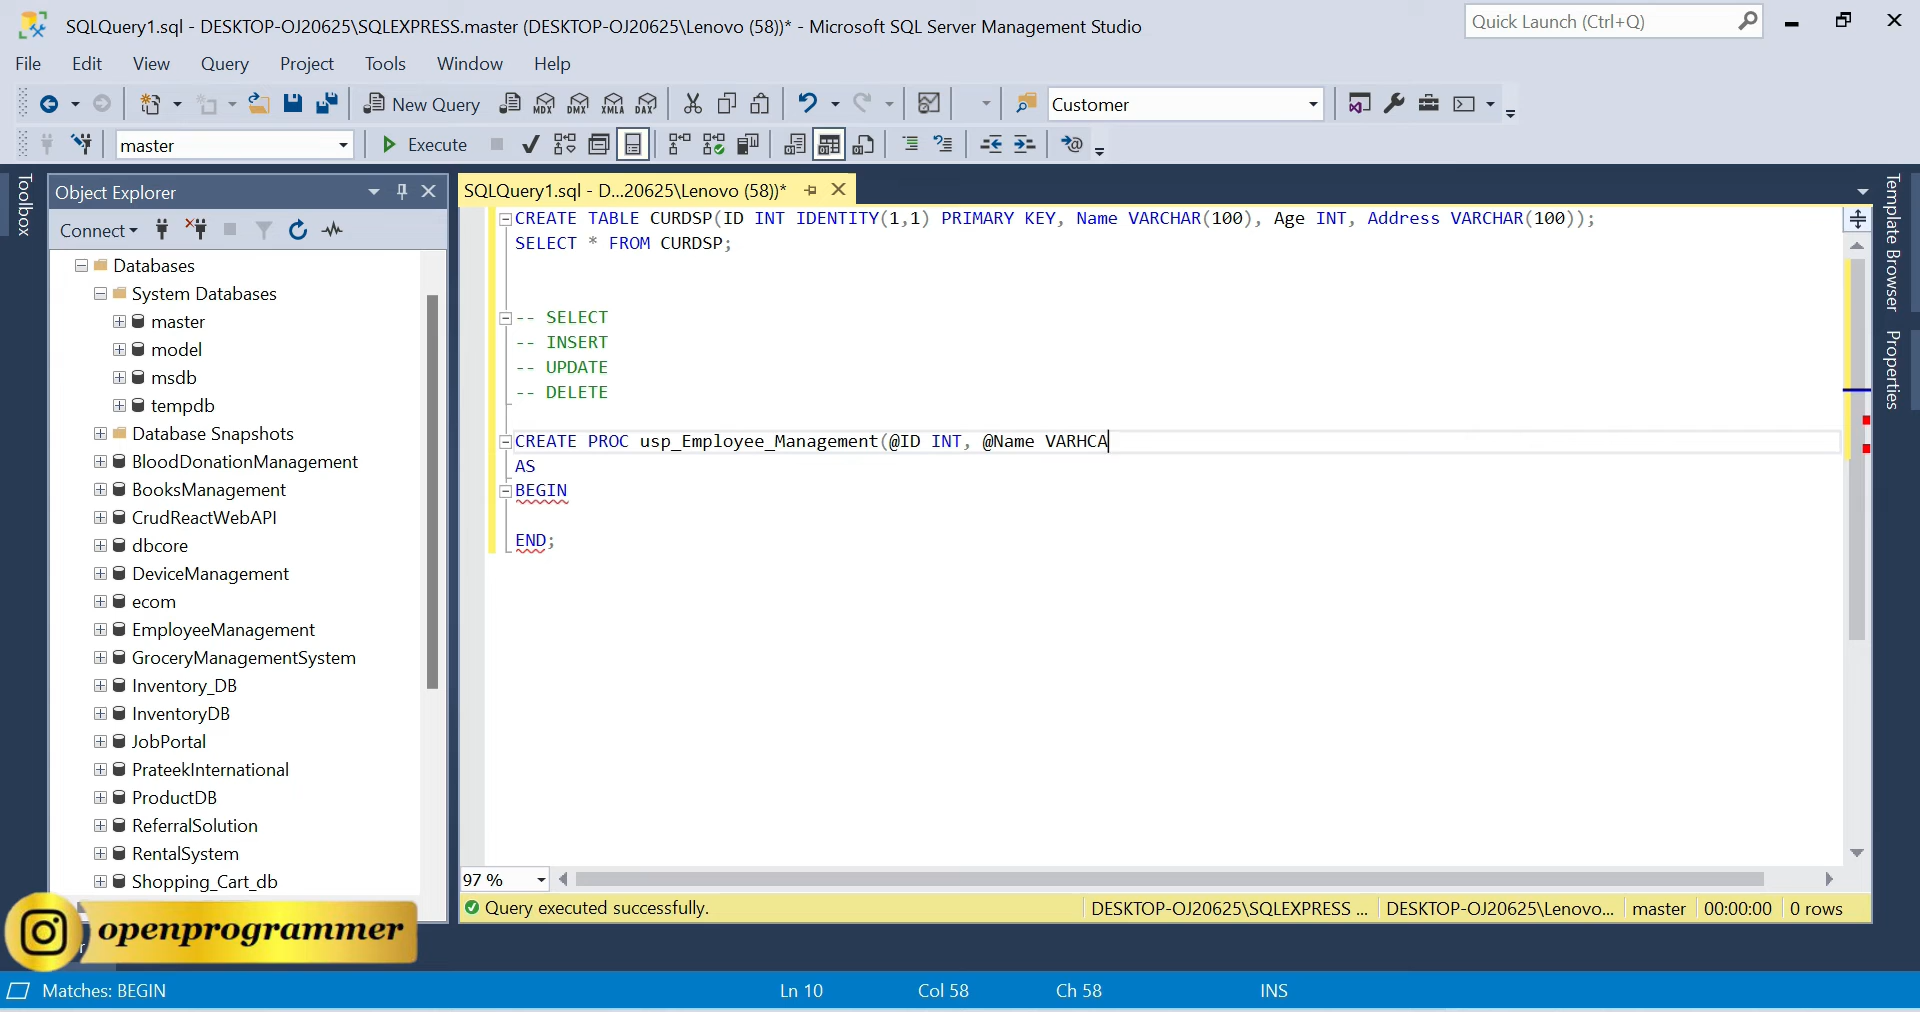 SQLQuery1.sql - DESKTOP-OJ20625\SQLEXPRESS.master (DESKTOP-OJ20625\Lenovo (58))* - Microsoft SQL Server Management Studio
Quick Launch (Ctrl+Q)
File Edit View Query Project Tools Window Help
New Query MDX DMX XMLA DAX Customer
master Execute
Toolbox
Object Explorer
Connect
Databases
System Databases
master
model
msdb
tempdb
Database Snapshots
BloodDonationManagement
BooksManagement
CrudReactWebAPI
dbcore
DeviceManagement
ecom
EmployeeManagement
GroceryManagementSystem
Inventory_DB
InventoryDB
JobPortal
PrateekInternational
ProductDB
ReferralSolution
RentalSystem
Shopping_Cart_db
SQLQuery1.sql - D...20625\Lenovo (58))*
CREATE TABLE CURDSP(ID INT IDENTITY(1,1) PRIMARY KEY, Name VARCHAR(100), Age INT, Address VARCHAR(100));
SELECT * FROM CURDSP;
-- SELECT
-- INSERT
-- UPDATE
-- DELETE
CREATE PROC usp_Employee_Management(@ID INT, @Name VARHCA
AS
BEGIN
END;
97 %
Query executed successfully. DESKTOP-OJ20625\SQLEXPRESS ... DESKTOP-OJ20625\Lenovo... master 00:00:00 0 rows
Template Browser
Properties
openprogrammer
Matches: BEGIN Ln 10 Col 58 Ch 58 INS